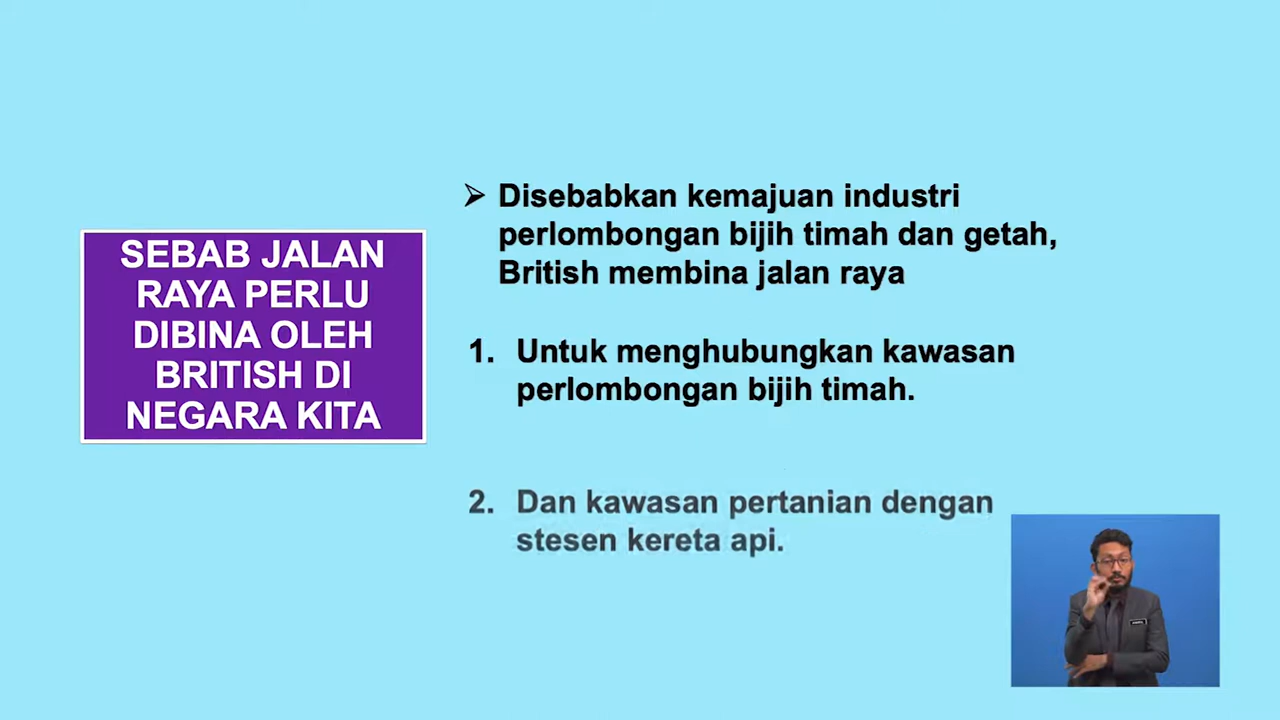 SEBAB JALAN
RAYA PERLU
DIBINA OLEH
BRITISH DI
NEGARA KITA
➢ Disebabkan kemajuan industri
perlombongan bijih timah dan getah,
British membina jalan raya
1. Untuk menghubungkan kawasan
perlombongan bijih timah.
2. Dan kawasan pertanian dengan
stesen kereta api.